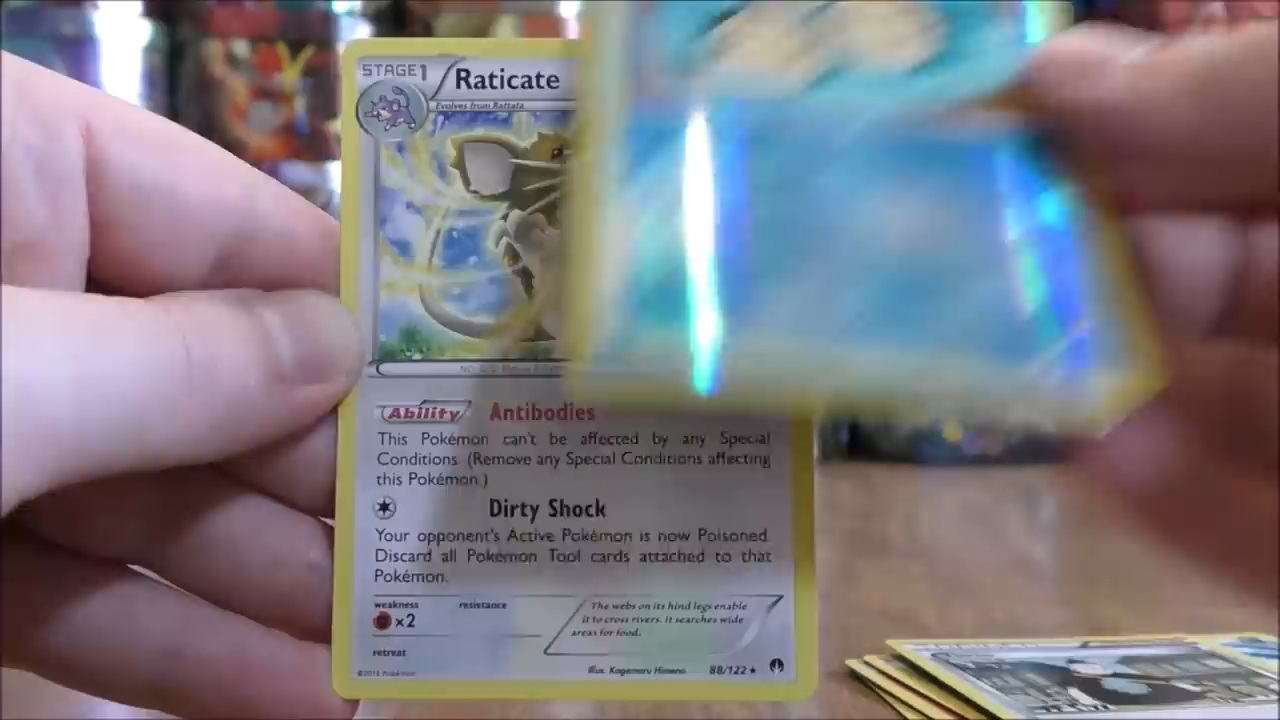 STAGE1
Raticate
Evolves from Rattata
Ability Antibodies
This Pokémon can't be affected by any Special
Conditions. (Remove any Special Conditions affecting
this Pokémon.)
Dirty Shock
Your opponent's Active Pokémon is now Poisoned.
Discard all Pokémon Tool cards attached to that
Pokémon.
weakness resistance
×2
The webs on its hind legs enable
it to cross rivers. It searches wide
areas for food.
retreat
©2016 Pokémon Illus. Kagemaru Himeno 88/122